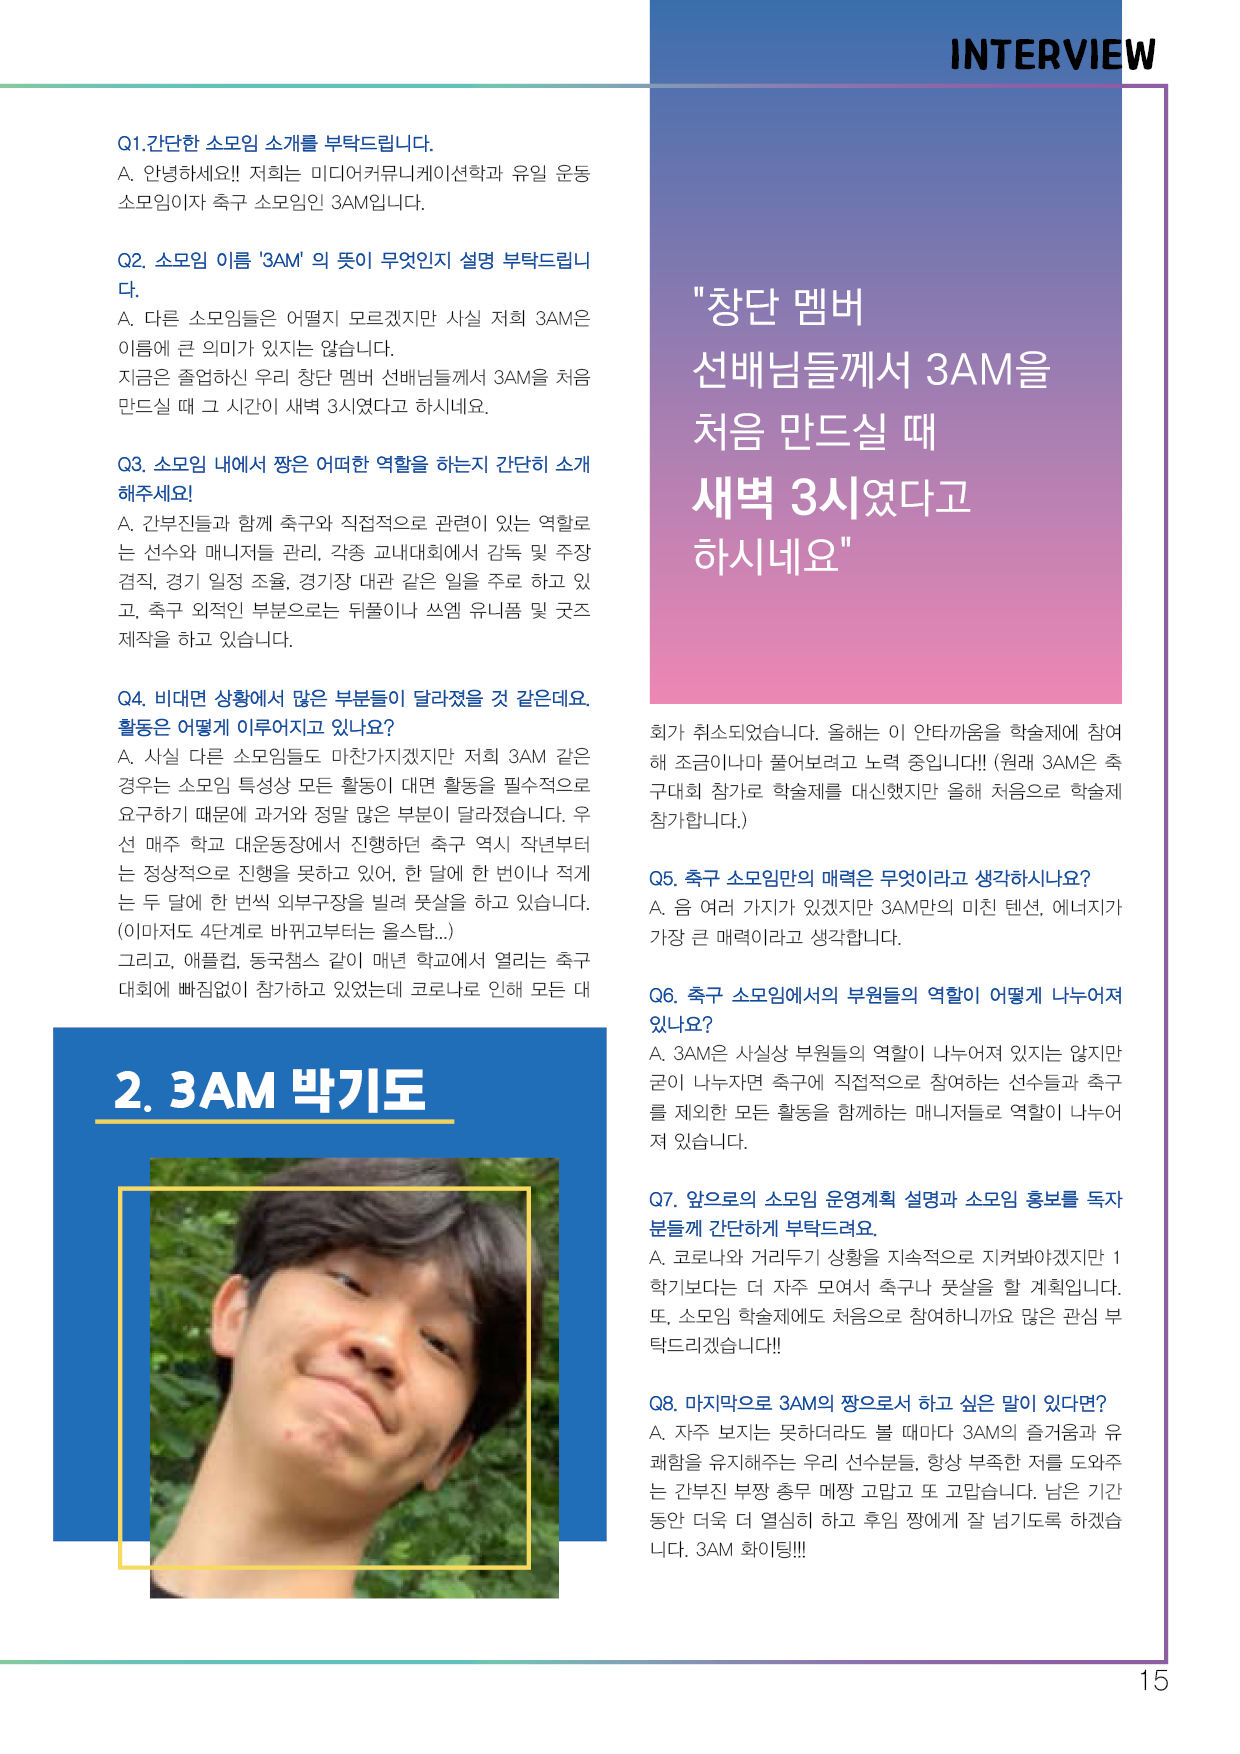 INTERVIEW
Q1.간단한 소모임 소개를 부탁드립니다.
A. 안녕하세요!! 저희는 미디어커뮤니케이션학과 유일 운동
소모임이자 축구 소모임인 3AM입니다.
Q2. 소모임 이름 '3AM' 의 뜻이 무엇인지 설명 부탁드립니
다.
A. 다른 소모임들은 어떨지 모르겠지만 사실 저희 3AM은
이름에 큰 의미가 있지는 않습니다.
지금은 졸업하신 우리 창단 멤버 선배님들께서 3AM을 처음
만드실 때 그 시간이 새벽 3시였다고 하시네요.
Q3. 소모임 내에서 짱은 어떠한 역할을 하는지 간단히 소개
해주세요!
A. 간부진들과 함께 축구와 직접적으로 관련이 있는 역할로
는 선수와 매니저들 관리, 각종 교내대회에서 감독 및 주장
겸직, 경기 일정 조율, 경기장 대관 같은 일을 주로 하고 있
고, 축구 외적인 부분으로는 뒤풀이나 쓰엠 유니폼 및 굿즈
제작을 하고 있습니다.
Q4. 비대면 상황에서 많은 부분들이 달라졌을 것 같은데요.
활동은 어떻게 이루어지고 있나요?
A. 사실 다른 소모임들도 마찬가지겠지만 저희 3AM 같은
경우는 소모임 특성상 모든 활동이 대면 활동을 필수적으로
요구하기 때문에 과거와 정말 많은 부분이 달라졌습니다. 우
선 매주 학교 대운동장에서 진행하던 축구 역시 작년부터
는 정상적으로 진행을 못하고 있어, 한 달에 한 번이나 적게
는 두 달에 한 번씩 외부구장을 빌려 풋살을 하고 있습니다.
(이마저도 4단계로 바뀌고부터는 올스탑...)
그리고, 애플컵, 동국챔스 같이 매년 학교에서 열리는 축구
대회에 빠짐없이 참가하고 있었는데 코로나로 인해 모든 대
2. 3AM 박기도
"창단 멤버
선배님들께서 3AM을
처음 만드실 때
새벽 3시였다고
하시네요"
회가 취소되었습니다. 올해는 이 안타까움을 학술제에 참여
해 조금이나마 풀어보려고 노력 중입니다!! (원래 3AM은 축
구대회 참가로 학술제를 대신했지만 올해 처음으로 학술제
참가합니다.)
Q5. 축구 소모임만의 매력은 무엇이라고 생각하시나요?
A. 음 여러 가지가 있겠지만 3AM만의 미친 텐션, 에너지가
가장 큰 매력이라고 생각합니다.
Q6. 축구 소모임에서의 부원들의 역할이 어떻게 나누어져
있나요?
A. 3AM은 사실상 부원들의 역할이 나누어져 있지는 않지만
굳이 나누자면 축구에 직접적으로 참여하는 선수들과 축구
를 제외한 모든 활동을 함께하는 매니저들로 역할이 나누어
져 있습니다.
Q7. 앞으로의 소모임 운영계획 설명과 소모임 홍보를 독자
분들께 간단하게 부탁드려요.
A. 코로나와 거리두기 상황을 지속적으로 지켜봐야겠지만 1
학기보다는 더 자주 모여서 축구나 풋살을 할 계획입니다.
또, 소모임 학술제에도 처음으로 참여하니까요 많은 관심 부
탁드리겠습니다!!
Q8. 마지막으로 3AM의 짱으로서 하고 싶은 말이 있다면?
A. 자주 보지는 못하더라도 볼 때마다 3AM의 즐거움과 유
쾌함을 유지해주는 우리 선수분들, 항상 부족한 저를 도와주
는 간부진 부짱 총무 메짱 고맙고 또 고맙습니다. 남은 기간
동안 더욱 더 열심히 하고 후임 짱에게 잘 넘기도록 하겠습
니다. 3AM 화이팅!!!
15